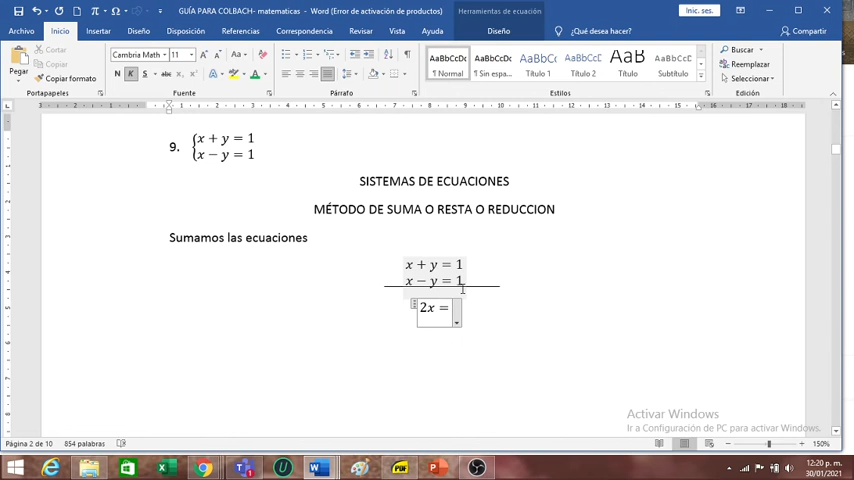 GUÍA PARA COLBACH- matematicas - Word (Error de activación de productos)
Herramientas de ecuación
Inic. ses.
Archivo Inicio Insertar Diseño Disposición Referencias Correspondencia Revisar Vista Ayuda Diseño ¿Qué desea hacer? Compartir
Pegar
Cortar
Copiar
Copiar formato
Portapapeles
Cambria Math 11
N K S abc x₂ x²
Fuente
Párrafo
AaBbCcDc AaBbCcDc AaBbCc AaBbCcC AaB AaBbCcC
¶ Normal ¶ Sin espa... Título 1 Título 2 Título Subtítulo
Estilos
Buscar
Reemplazar
Seleccionar
Edición
9. {x + y = 1
{x − y = 1
SISTEMAS DE ECUACIONES
MÉTODO DE SUMA O RESTA O REDUCCION
Sumamos las ecuaciones
x + y = 1
x − y = 1
2x =
Activar Windows
Ir a Configuración de PC para activar Windows.
Página 2 de 10 854 palabras 150%
12:20 p. m.
30/01/2021